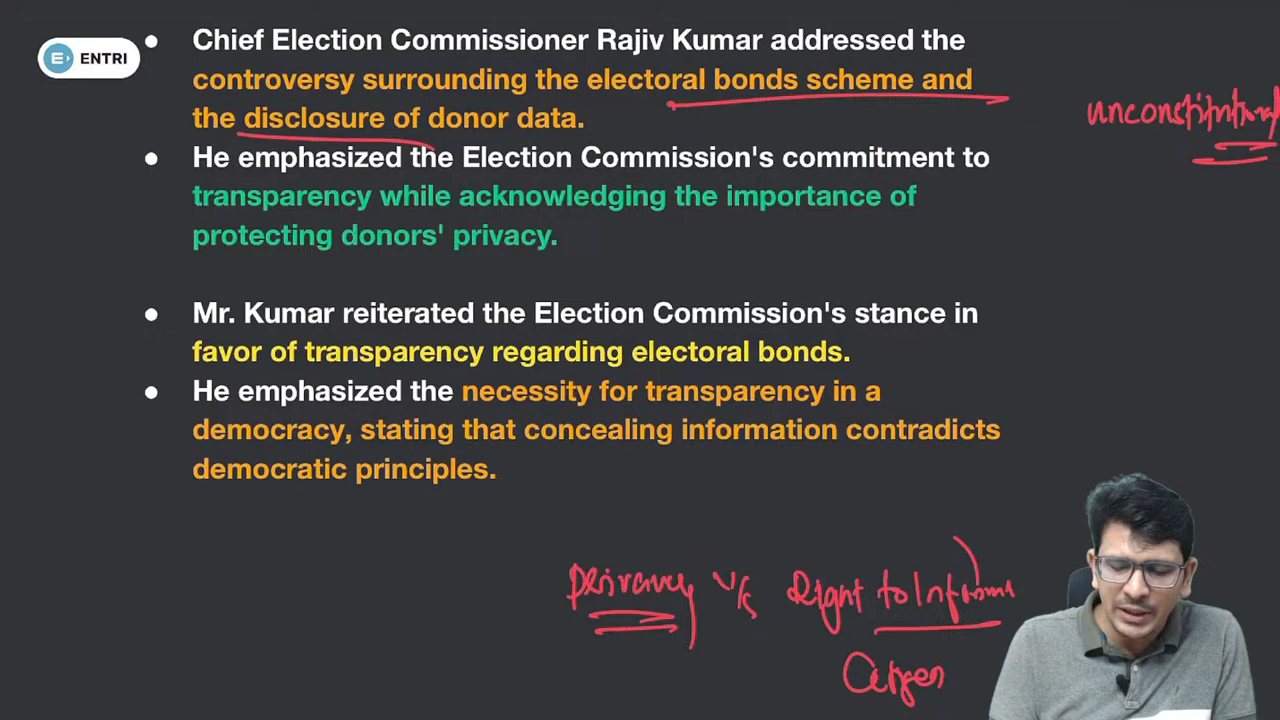 ENTRI
● Chief Election Commissioner Rajiv Kumar addressed the
controversy surrounding the electoral bonds scheme and
the disclosure of donor data.
● He emphasized the Election Commission's commitment to
transparency while acknowledging the importance of
protecting donors' privacy.
● Mr. Kumar reiterated the Election Commission's stance in
favor of transparency regarding electoral bonds.
● He emphasized the necessity for transparency in a
democracy, stating that concealing information contradicts
democratic principles.
unconstitutional
Privacy v/s Right to